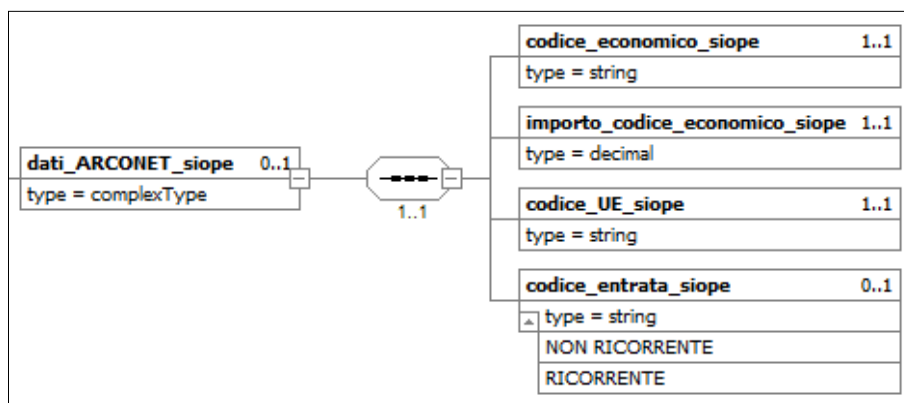 codice_economico_siope 1..1
type = string
importo_codice_economico_siope 1..1
type = decimal
dati_ARCONET_siope 0..1
type = complexType
1..1
codice_UE_siope 1..1
type = string
codice_entrata_siope 0..1
type = string
NON RICORRENTE
RICORRENTE